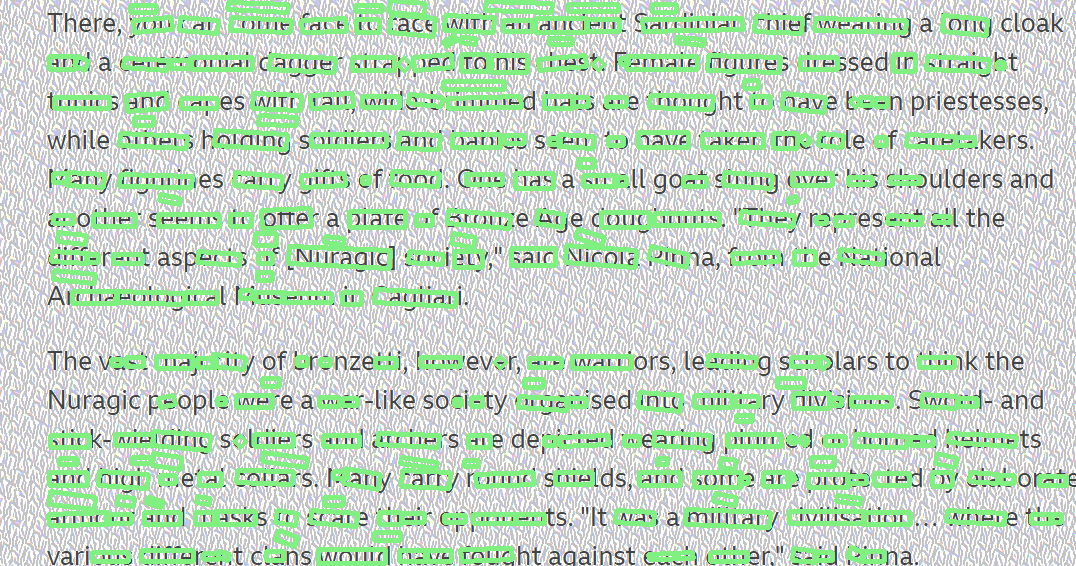 There, you can come face to face with an ancient Sardinian chief wearing a long cloak
and a ceremonial dagger strapped to his chest. Female figures dressed in straight
tunics and capes with tall, wide-brimmed hats are thought to have been priestesses,
while others holding soldiers and babies seem to have taken the role of caretakers.
Many figurines carry gifts of food. One has a small goat slung over his shoulders and
another seems to offer a plate of Bronze Age doughnuts. "They represent all the
different aspects of [Nuragic] society," said Nicola Pinna, from the National
Archaeological Museum in Cagliari.
The vast majority of bronzetti, however, are warriors, leading scholars to think the
Nuragic people were a war-like society organised into military divisions. Sword- and
stick-wielding soldiers and archers are depicted wearing plumed or horned helmets
and high metal collars. Many carry round shields, and some are protected by elaborate
armour and masks to scare their opponents. "It was a military civilisation... where the
various different clans would have fought against each other," said Pinna.